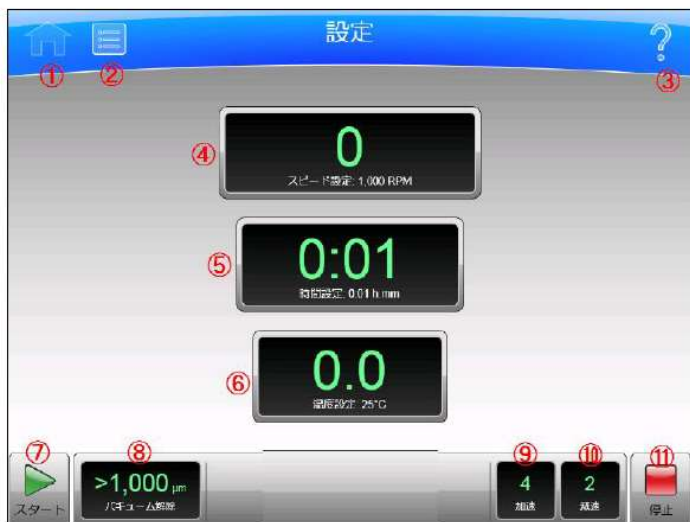 設定
①
②
?
③
④
0
スピード設定: 1,000 RPM
⑤
0:01
時間設定: 0.01 h.mm
⑥
0.0
温度設定: 25°C
⑦
スタート
⑧
>1,000 μm
バキューム解除
⑨
4
加速
⑩
2
減速
⑪
停止